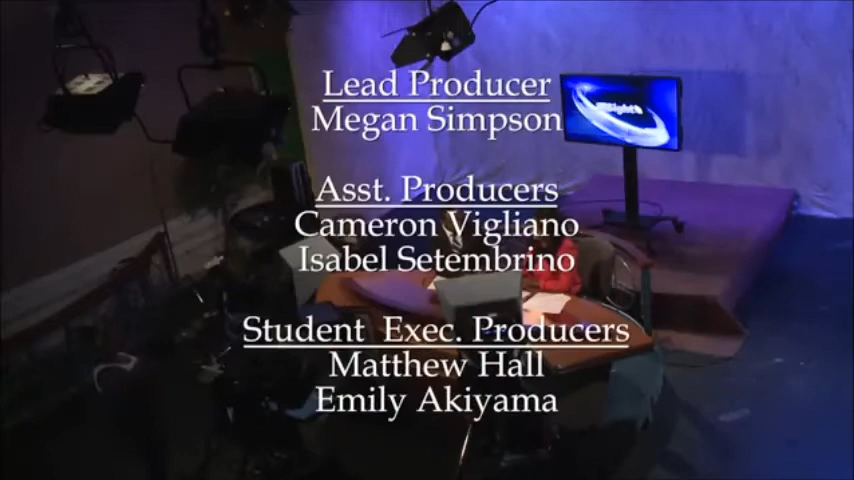 Lead Producer
Megan Simpson
Asst. Producers
Cameron Vigliano
Isabel Setembrino
Student Exec. Producers
Matthew Hall
Emily Akiyama